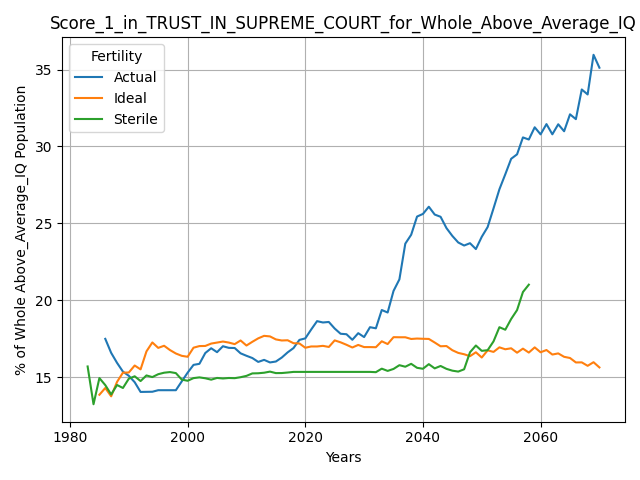 Score_1_in_TRUST_IN_SUPREME_COURT_for_Whole_Above_Average_IQ
% of Whole Above_Average_IQ Population
35
30
25
20
15
Fertility
Actual
Ideal
Sterile
1980
2000
2020
2040
2060
Years